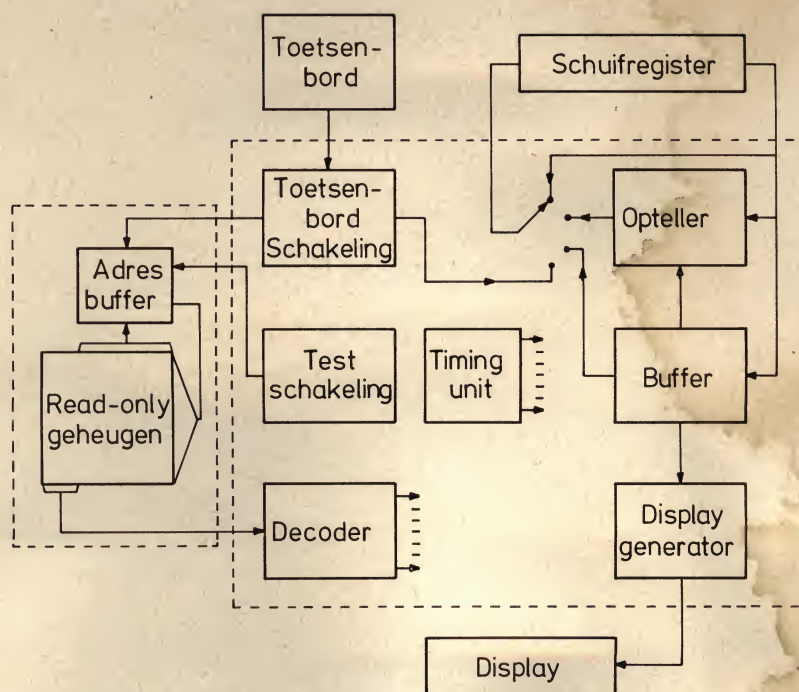 Toetsen-
bord
Schuifregister
Toetsen-
bord
Schakeling
Opteller
Adres
buffer
Test
schakeling
Timing
unit
Buffer
Read-only
geheugen
Decoder
Display
generator
Display